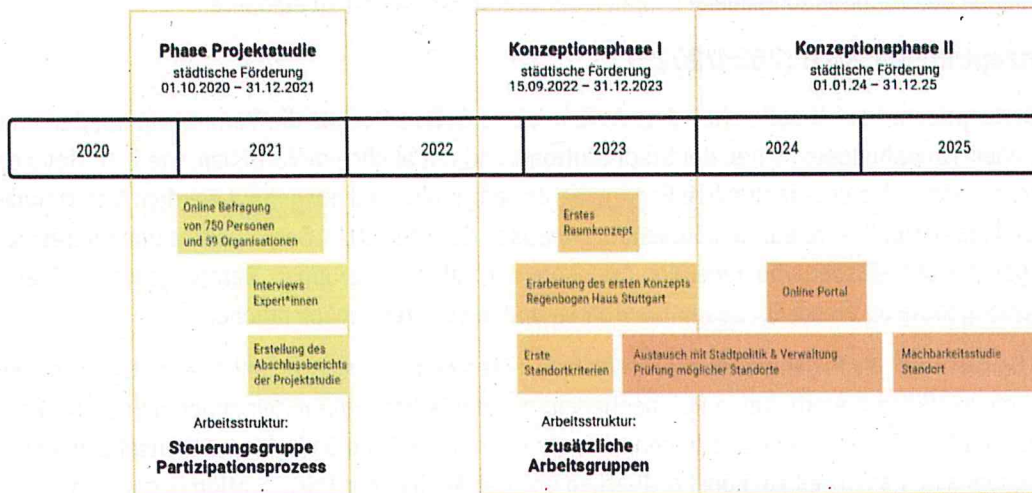 Phase Projektstudie
städtische Förderung
01.10.2020 – 31.12.2021
Konzeptionsphase I
städtische Förderung
15.09.2022 – 31.12.2023
Konzeptionsphase II
städtische Förderung
01.01.24 – 31.12.25
2020
2021
2022
2023
2024
2025
Online Befragung
von 750 Personen
und 59 Organisationen
Erstes
Raumkonzept
Interviews
Expert*innen
Erarbeitung des ersten Konzepts
Regenbogen Haus Stuttgart
Online Portal
Erstellung des
Abschlussberichts
der Projektstudie
Erste
Standortkriterien
Austausch mit Stadtpolitik & Verwaltung
Prüfung möglicher Standorte
Machbarkeitsstudie
Standort
Arbeitsstruktur:
Steuerungsgruppe
Partizipationsprozess
Arbeitsstruktur:
zusätzliche
Arbeitsgruppen